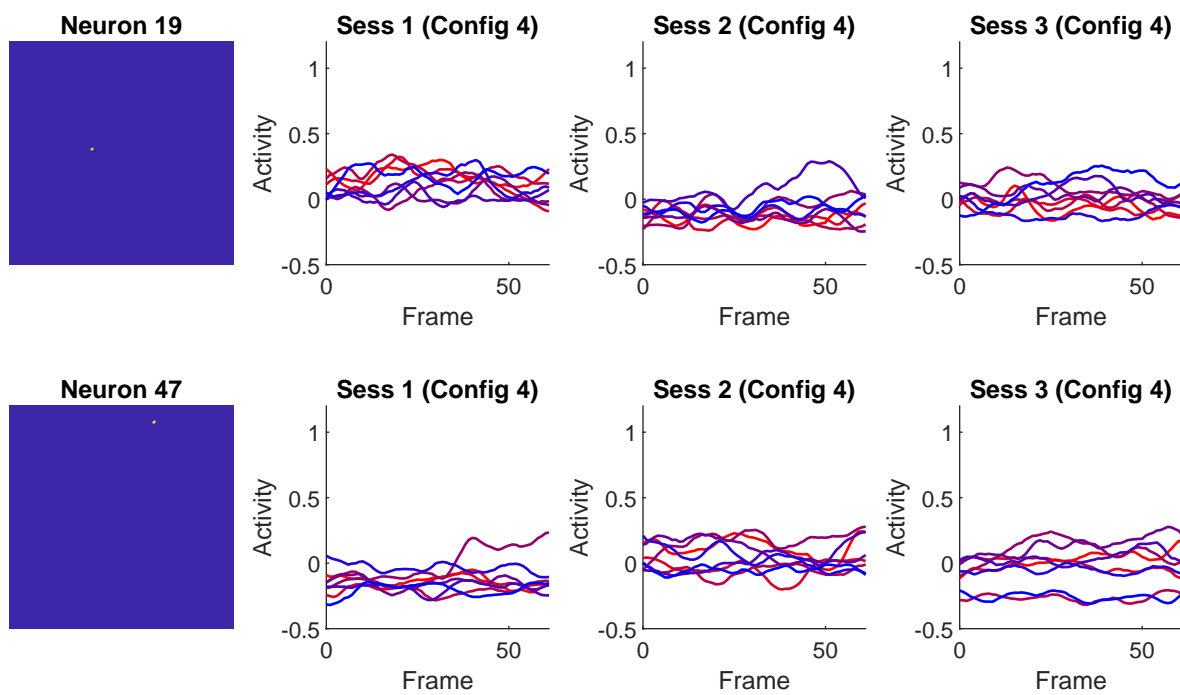 Neuron 19 Sess 1 (Config 4) Sess 2 (Config 4) Sess 3 (Config 4)
1 1 1
0.5 0.5 0.5
0 0 0
-0.5 -0.5 -0.5
Activity Activity Activity
0 50 0 50 0 50
Frame Frame Frame
Neuron 47 Sess 1 (Config 4) Sess 2 (Config 4) Sess 3 (Config 4)
1 1 1
0.5 0.5 0.5
0 0 0
-0.5 -0.5 -0.5
Activity Activity Activity
0 50 0 50 0 50
Frame Frame Frame